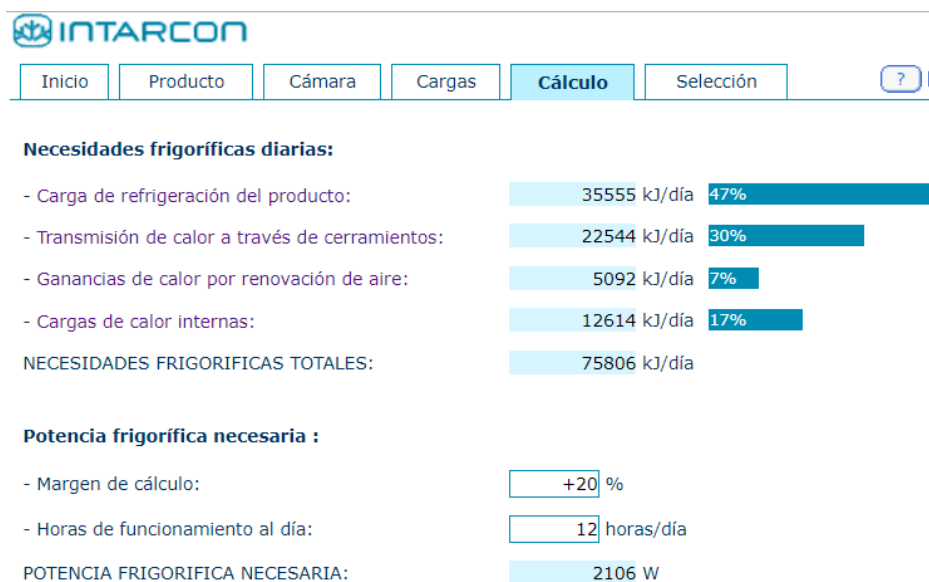 INTARCON
Inicio Producto Cámara Cargas Cálculo Selección ?
Necesidades frigoríficas diarias:
- Carga de refrigeración del producto: 35555 kJ/día 47%
- Transmisión de calor a través de cerramientos: 22544 kJ/día 30%
- Ganancias de calor por renovación de aire: 5092 kJ/día 7%
- Cargas de calor internas: 12614 kJ/día 17%
NECESIDADES FRIGORIFICAS TOTALES: 75806 kJ/día
Potencia frigorífica necesaria :
- Margen de cálculo: +20 %
- Horas de funcionamiento al día: 12 horas/día
POTENCIA FRIGORIFICA NECESARIA: 2106 W